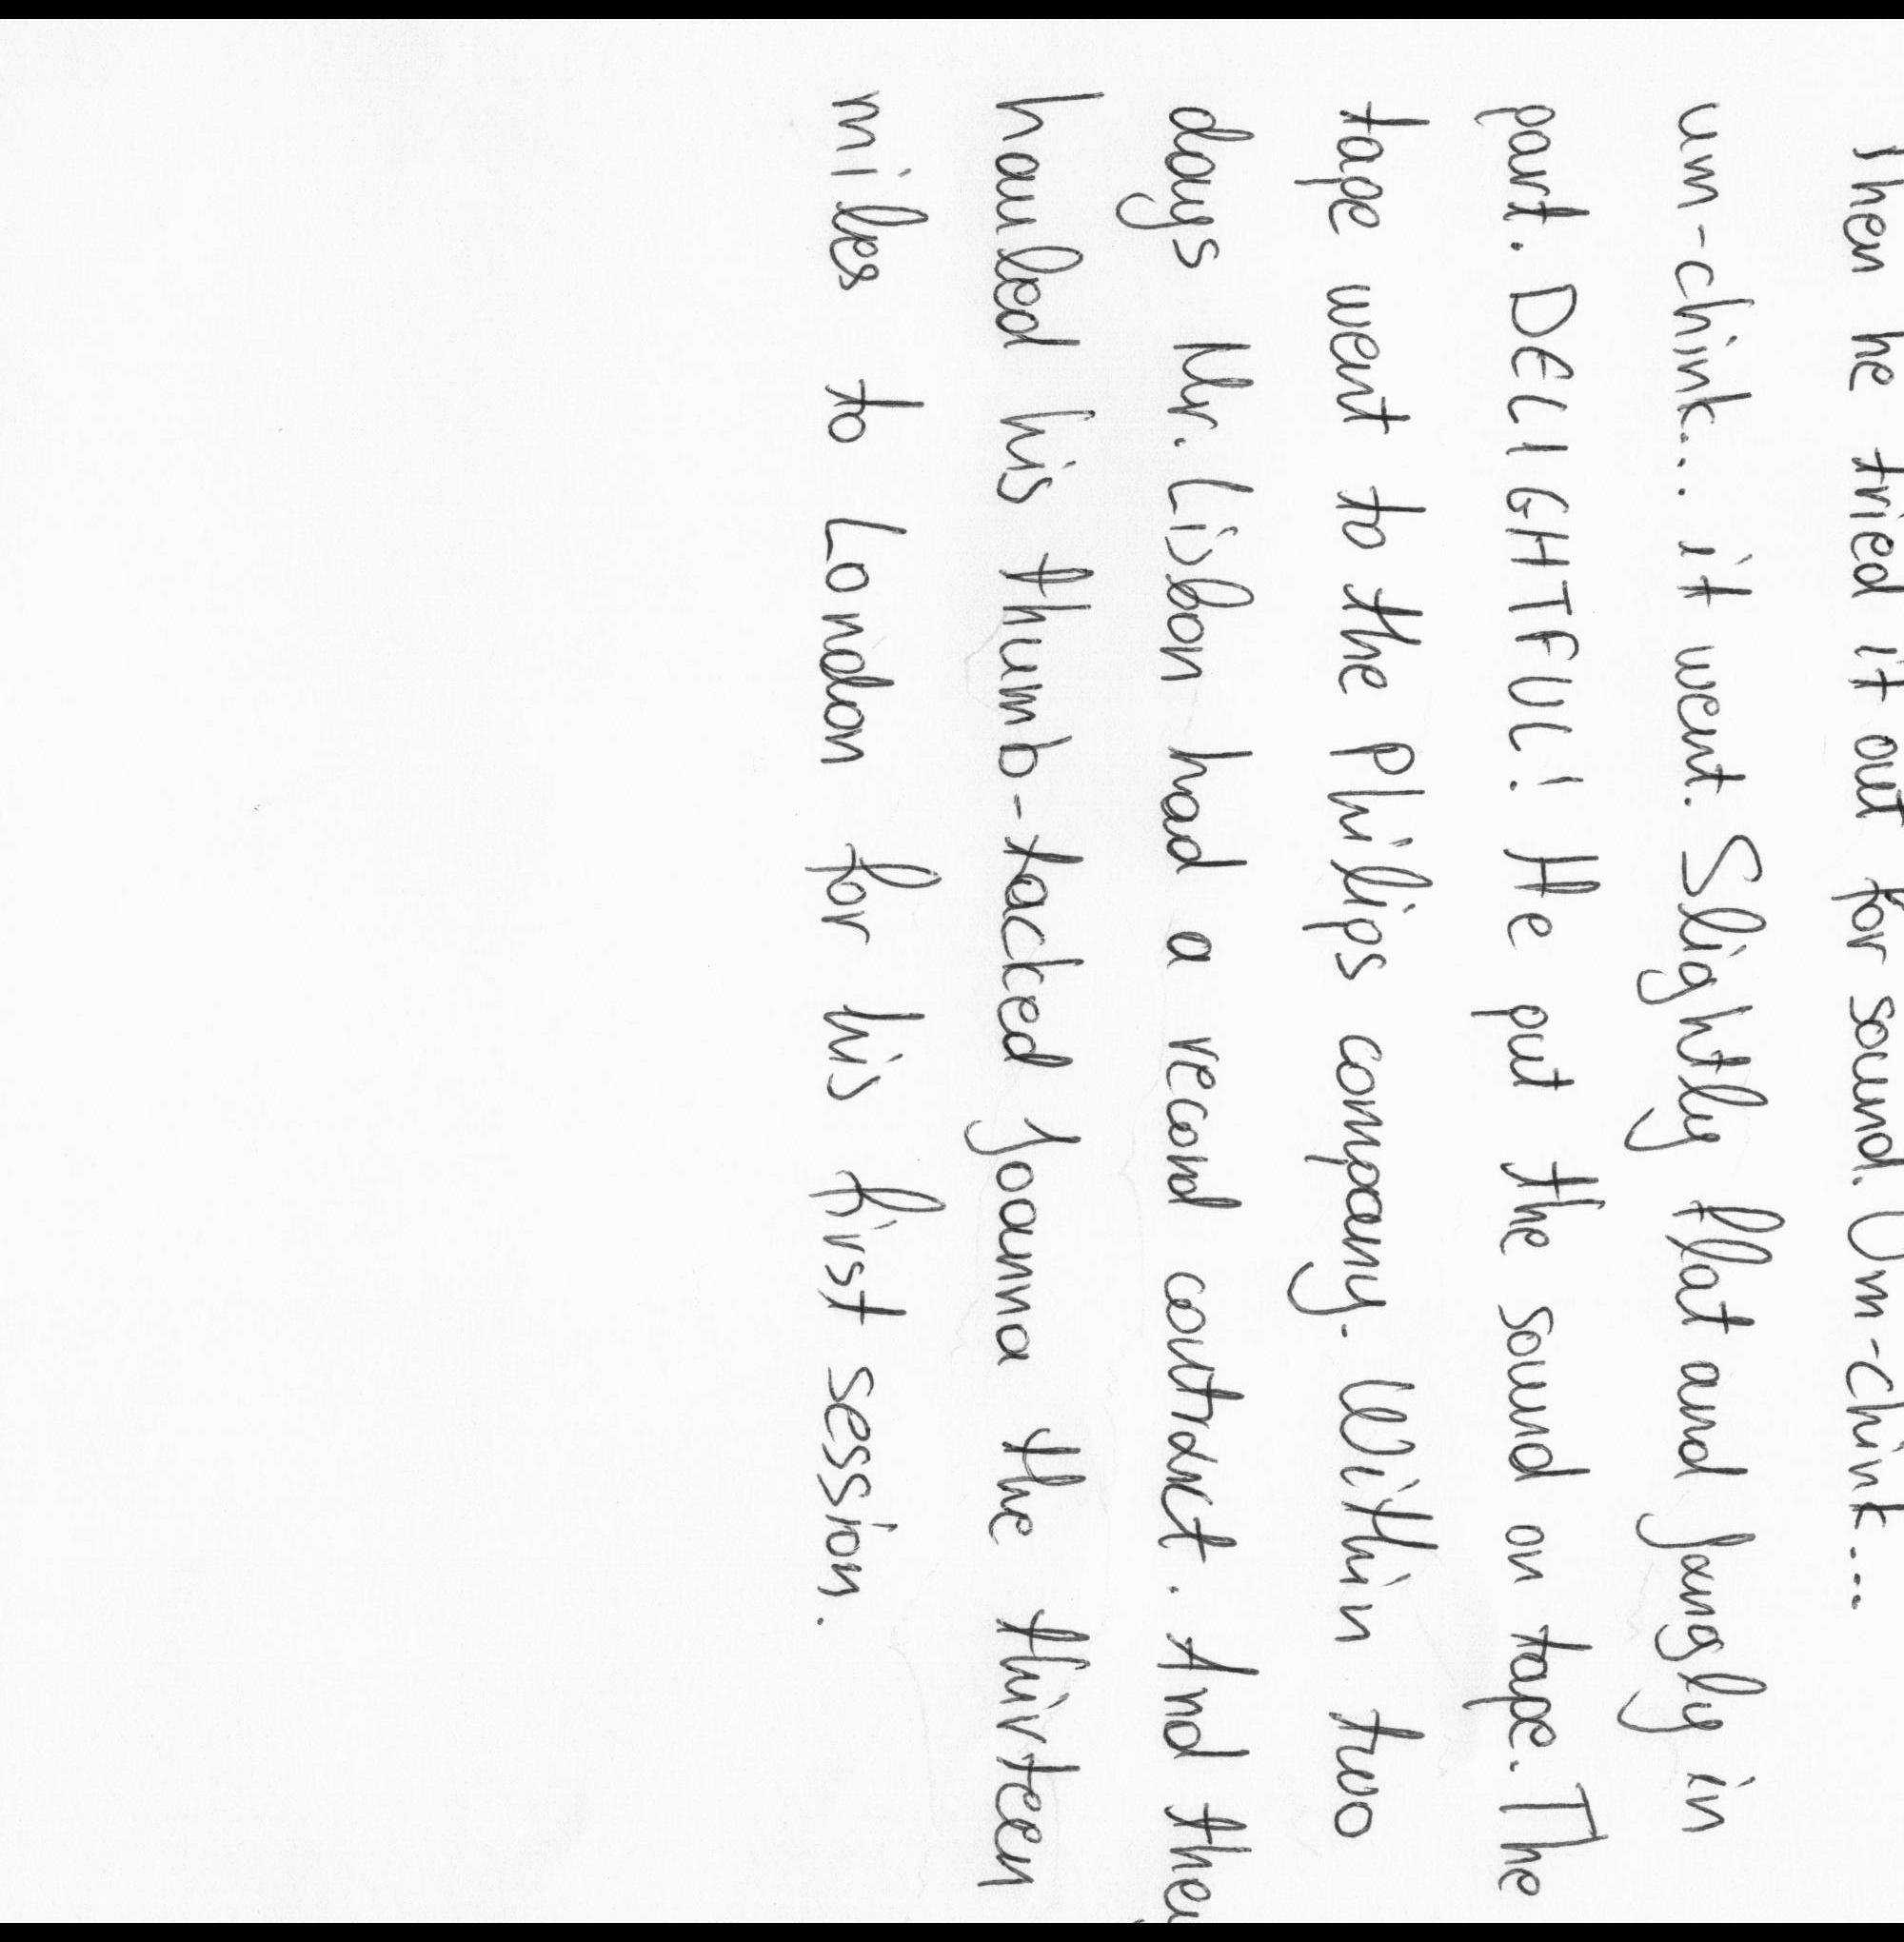 Then he tried it out for sound. Um-chink...
um-chink... it went. Slightly flat and jangly in
part. DELIGHTFUL! He put the sound on tape. The
tape went to the Philips company. Within two
days Mr. Lisbon had a record contract. And they
hauled his thumb-tacked Joanna the thirteen
miles to London for his first session.